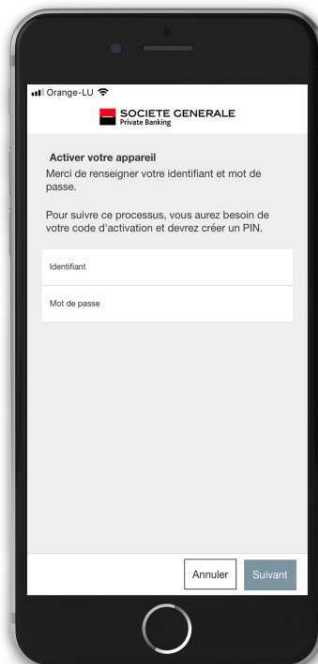 Orange-LU
SOCIETE GENERALE
Private Banking
Activer votre appareil
Merci de renseigner votre identifiant et mot de
passe.
Pour suivre ce processus, vous aurez besoin de
votre code d'activation et devrez créer un PIN.
Identifiant
Mot de passe
Annuler
Suivant